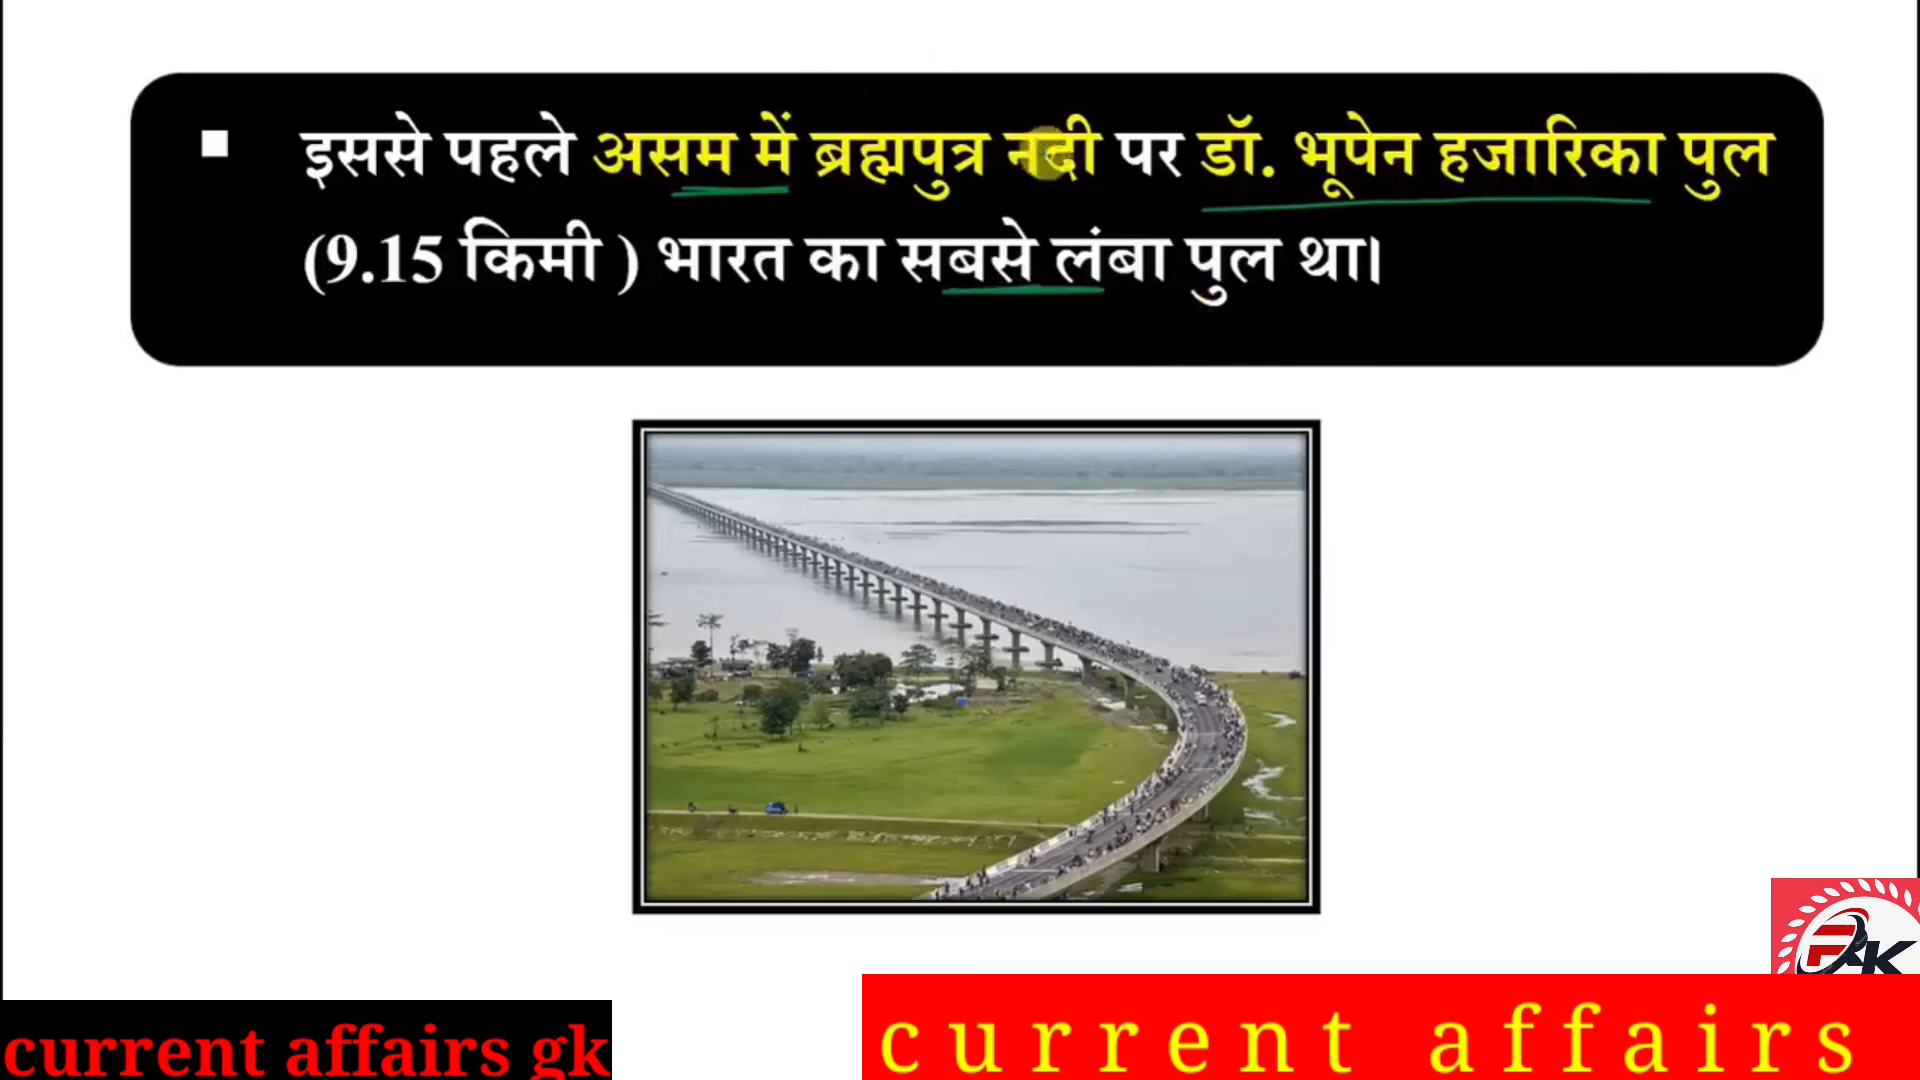 इससे पहले असम में ब्रह्मपुत्र नदी पर डॉ. भूपेन हजारिका पुल
(9.15 किमी ) भारत का सबसे लंबा पुल था।
current affairs gk
current affairs